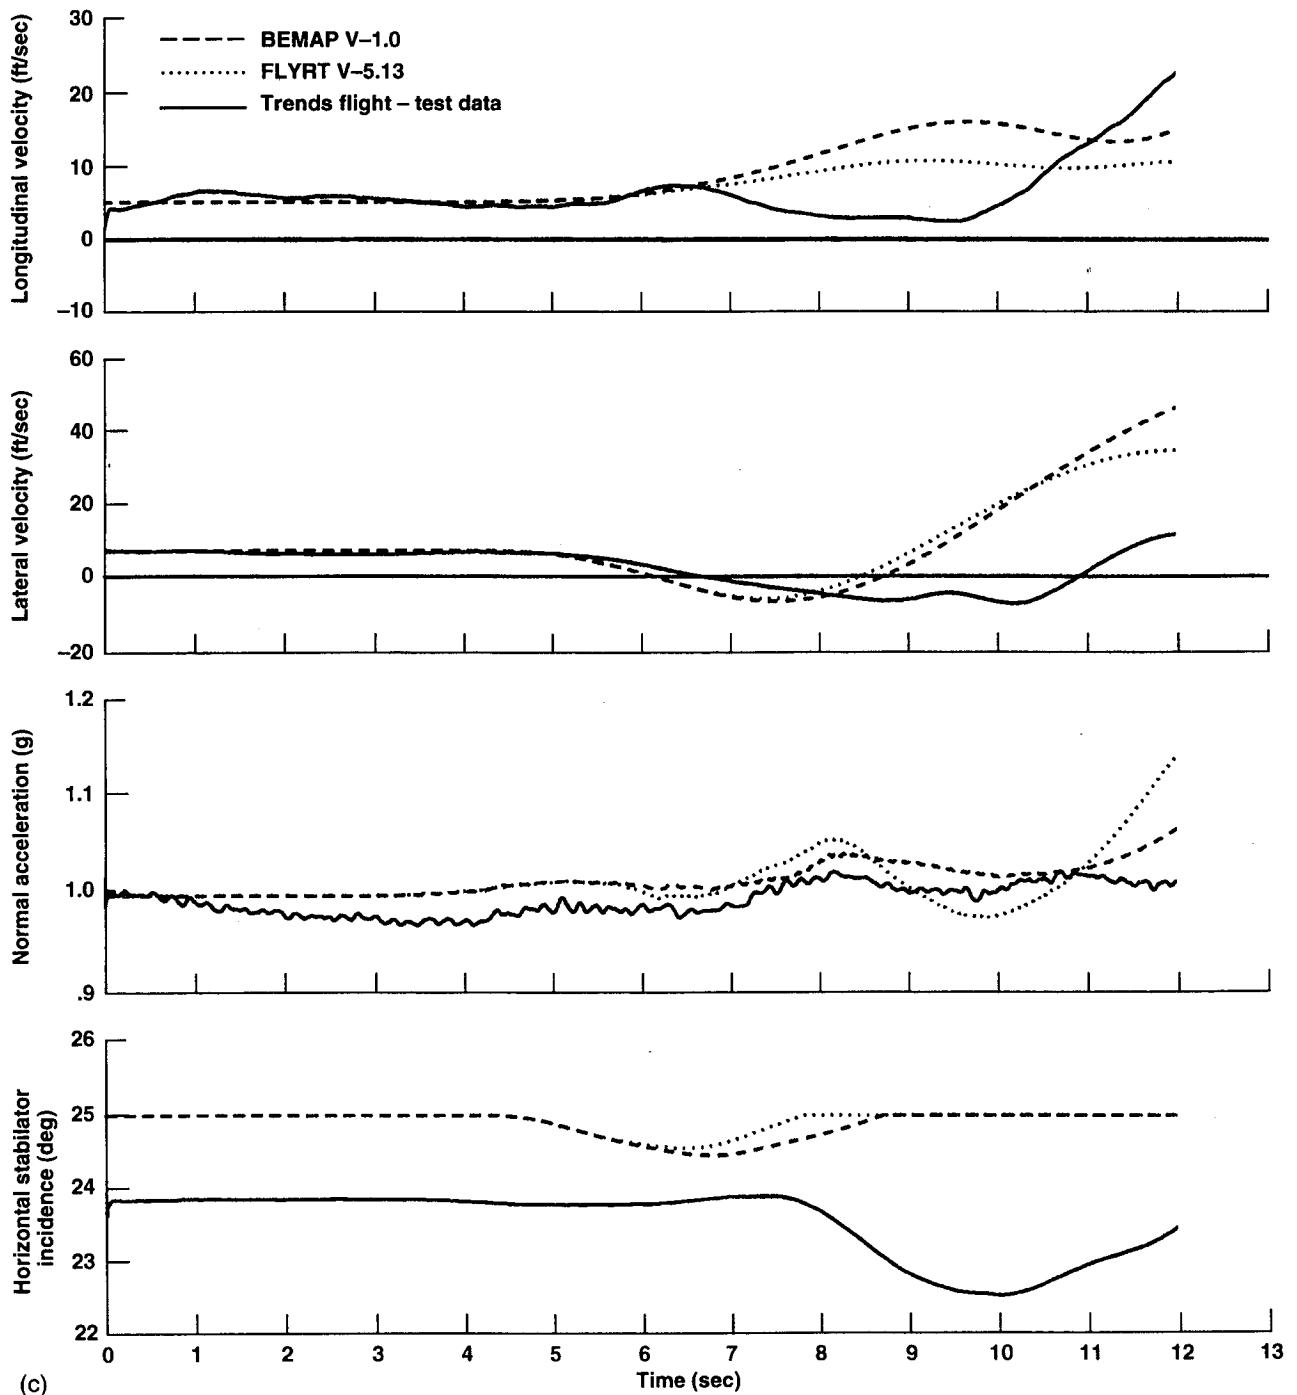 Longitudinal velocity (ft/sec)
30
20
10
0
–10
BEMAP V–1.0
FLYRT V–5.13
Trends flight – test data
Lateral velocity (ft/sec)
60
40
20
0
–20
Normal acceleration (g)
1.2
1.1
1.0
.9
Horizontal stabilator
incidence (deg)
26
25
24
23
22
0 1 2 3 4 5 6 7 8 9 10 11 12 13
Time (sec)
(c)